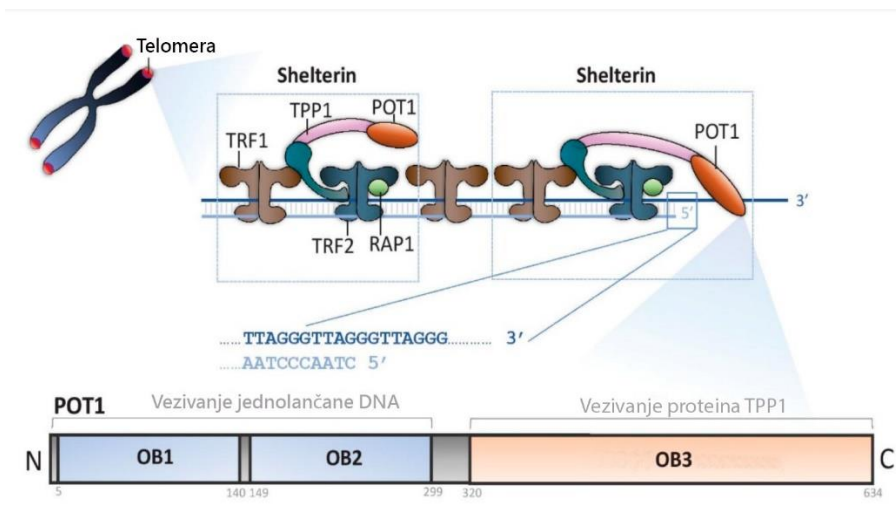 Telomera
Shelterin
Shelterin
TPP1
POT1
TRF1
POT1
3′
5′
TRF2
RAP1
......TTAGGGTTAGGGTTAGGG........... 3′
......AATCCCAATC 5′
POT1
Vezivanje jednolančane DNA
Vezivanje proteina TPP1
N
OB1
OB2
OB3
C
5
140
149
299
320
634